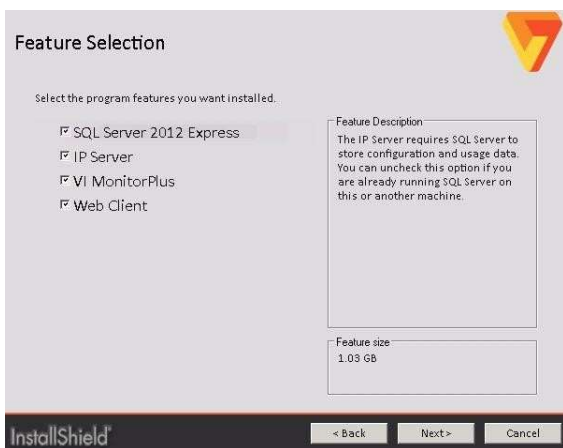 Feature Selection
Select the program features you want installed.
SQL Server 2012 Express
IP Server
VI MonitorPlus
Web Client
Feature Description
The IP Server requires SQL Server to
store configuration and usage data.
You can uncheck this option if you
are already running SQL Server on
this or another machine.
Feature size
1.03 GB
InstallShield
< Back
Next >
Cancel